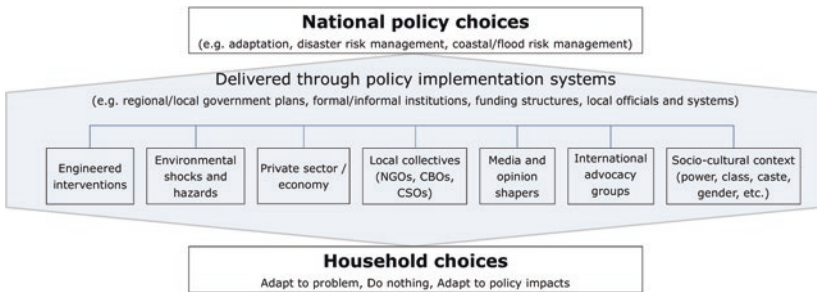 National policy choices
(e.g. adaptation, disaster risk management, coastal/flood risk management)
Delivered through policy implementation systems
(e.g. regional/local government plans, formal/informal institutions, funding structures, local officials and systems)
Engineered
interventions
Environmental
shocks and
hazards
Private sector /
economy
Local collectives
(NGOs, CBOs,
CSOs)
Media and
opinion
shapers
International
advocacy
groups
Socio-cultural context
(power, class, caste,
gender, etc.)
Household choices
Adapt to problem, Do nothing, Adapt to policy impacts